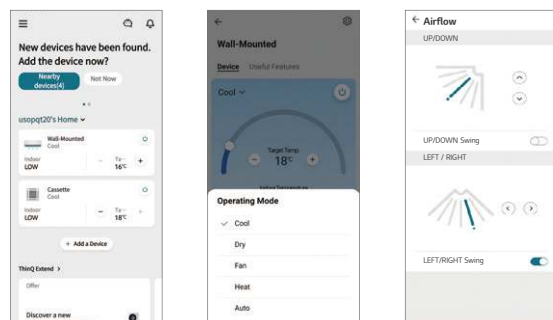 New devices have been found.
Add the device now?
Nearby
devices(4)
Not Now
usopqt20's Home
Wall-Mounted
Cool
Indoor
LOW
-
16°C
+
Cassette
Cool
Indoor
LOW
-
18°C
+
+ Add a Device
ThinQ Extend >
Offer
Discover a new
Wall-Mounted
Device
Useful Features
Cool
Target Temp.
-
18°C
+
Indoor Temperature
Operating Mode
Cool
Dry
Fan
Heat
Auto
Airflow
UP/DOWN
UP/DOWN Swing
LEFT / RIGHT
LEFT/RIGHT Swing